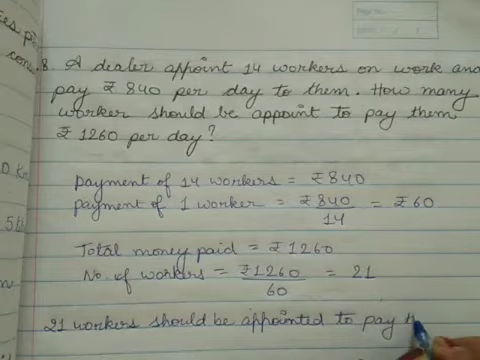 8. A dealer appoint 14 workers on work and
pay ₹ 840 per day to them. How many
worker should be appoint to pay them
₹ 1260 per day?
payment of 14 workers = ₹840
payment of 1 worker = ₹840/14 = ₹60
Total money paid = ₹1260
No. of workers = ₹1260/60 = 21
21 workers should be appointed to pay